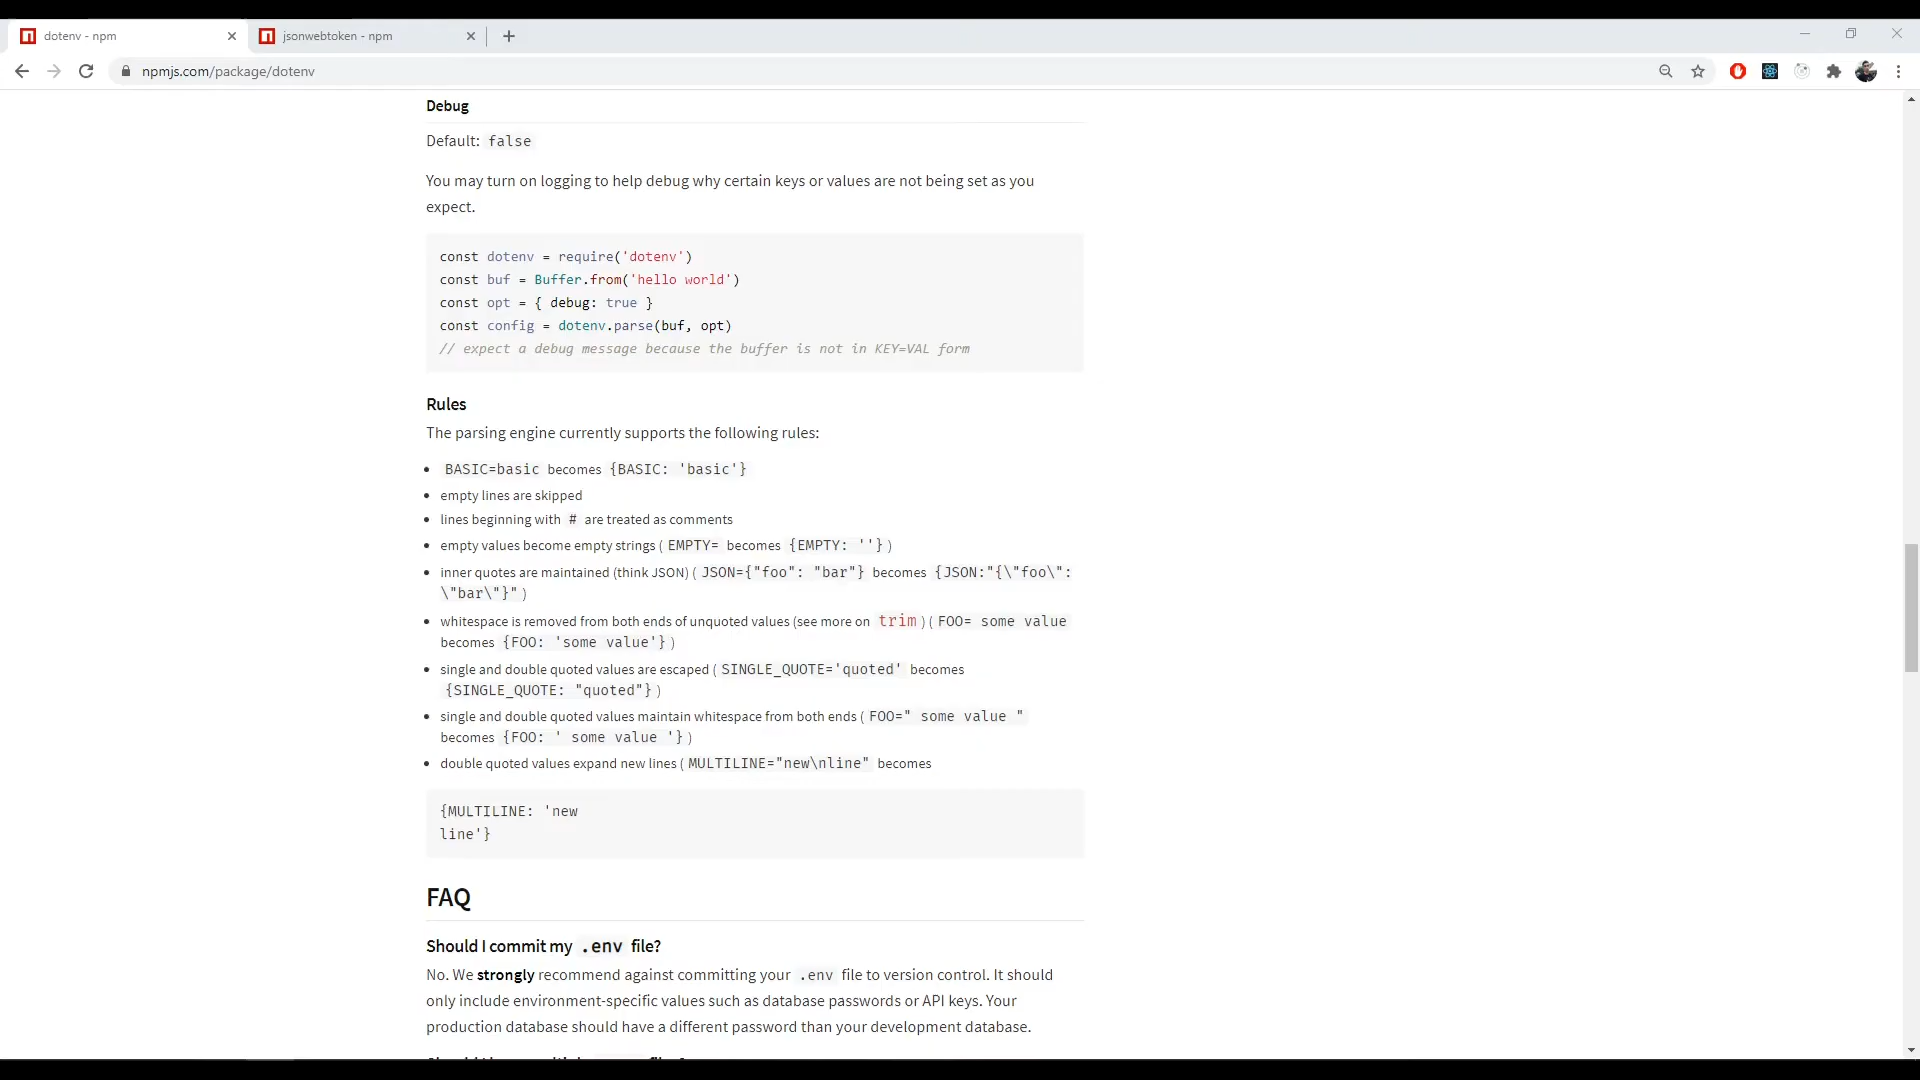 dotenv - npm
jsonwebtoken - npm
npmjs.com/package/dotenv
Debug
Default: false
You may turn on logging to help debug why certain keys or values are not being set as you
expect.
const dotenv = require('dotenv')
const buf = Buffer.from('hello world')
const opt = { debug: true }
const config = dotenv.parse(buf, opt)
// expect a debug message because the buffer is not in KEY=VAL form
Rules
The parsing engine currently supports the following rules:
• BASIC=basic becomes {BASIC: 'basic'}
• empty lines are skipped
• lines beginning with # are treated as comments
• empty values become empty strings ( EMPTY= becomes {EMPTY: ''} )
• inner quotes are maintained (think JSON) ( JSON={"foo": "bar"} becomes {JSON:"{\"foo\":
\"bar\"}" )
• whitespace is removed from both ends of unquoted values (see more on trim ) ( FOO= some value
becomes {FOO: 'some value'} )
• single and double quoted values are escaped ( SINGLE_QUOTE='quoted' becomes
{SINGLE_QUOTE: "quoted"} )
• single and double quoted values maintain whitespace from both ends ( FOO=" some value "
becomes {FOO: ' some value '} )
• double quoted values expand new lines ( MULTILINE="new\nline" becomes
{MULTILINE: 'new
line'}
FAQ
Should I commit my .env file?
No. We strongly recommend against committing your .env file to version control. It should
only include environment-specific values such as database passwords or API keys. Your
production database should have a different password than your development database.